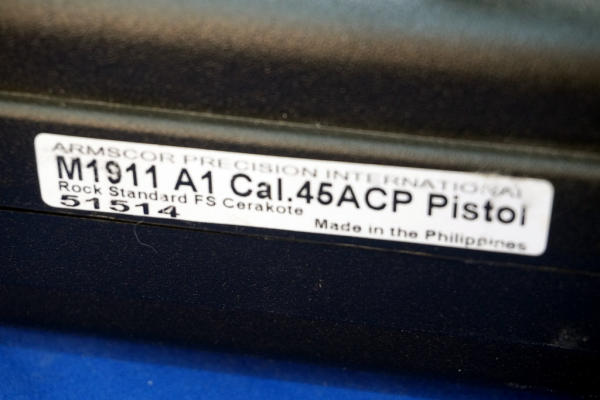 ARMSCOR PRECISION INTERNATIONAL
M1911 A1 Cal.45ACP Pistol
Rock Standard FS Cerakote
51514
Made in the Philippines